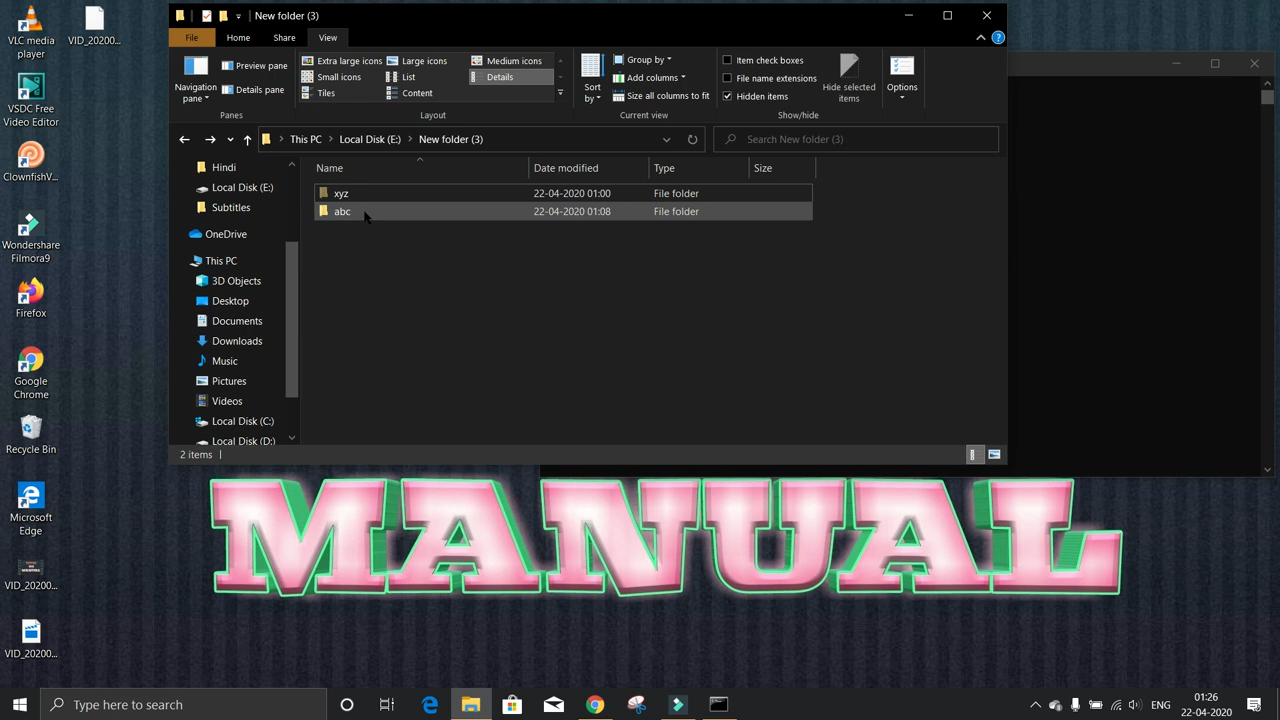 VLC media
player
VID_20200...
VSDC Free
Video Editor
ClownfishV...
Wondershare
Filmora9
Firefox
Google
Chrome
Recycle Bin
Microsoft
Edge
VID_20200...
VID_20200...
New folder (3)
File
Home
Share
View
Navigation
pane
Preview pane
Details pane
Panes
Extra large icons
Large icons
Medium icons
Small icons
List
Details
Tiles
Content
Layout
Sort
by
Group by
Add columns
Size all columns to fit
Current view
Item check boxes
File name extensions
Hidden items
Hide selected
items
Show/hide
Options
This PC
Local Disk (E:)
New folder (3)
Search New folder (3)
Name
Date modified
Type
Size
xyz
22-04-2020 01:00
File folder
abc
22-04-2020 01:08
File folder
Hindi
Local Disk (E:)
Subtitles
OneDrive
This PC
3D Objects
Desktop
Documents
Downloads
Music
Pictures
Videos
Local Disk (C:)
Local Disk (D:)
2 items
MANUAL
Type here to search
ENG
01:26
22-04-2020